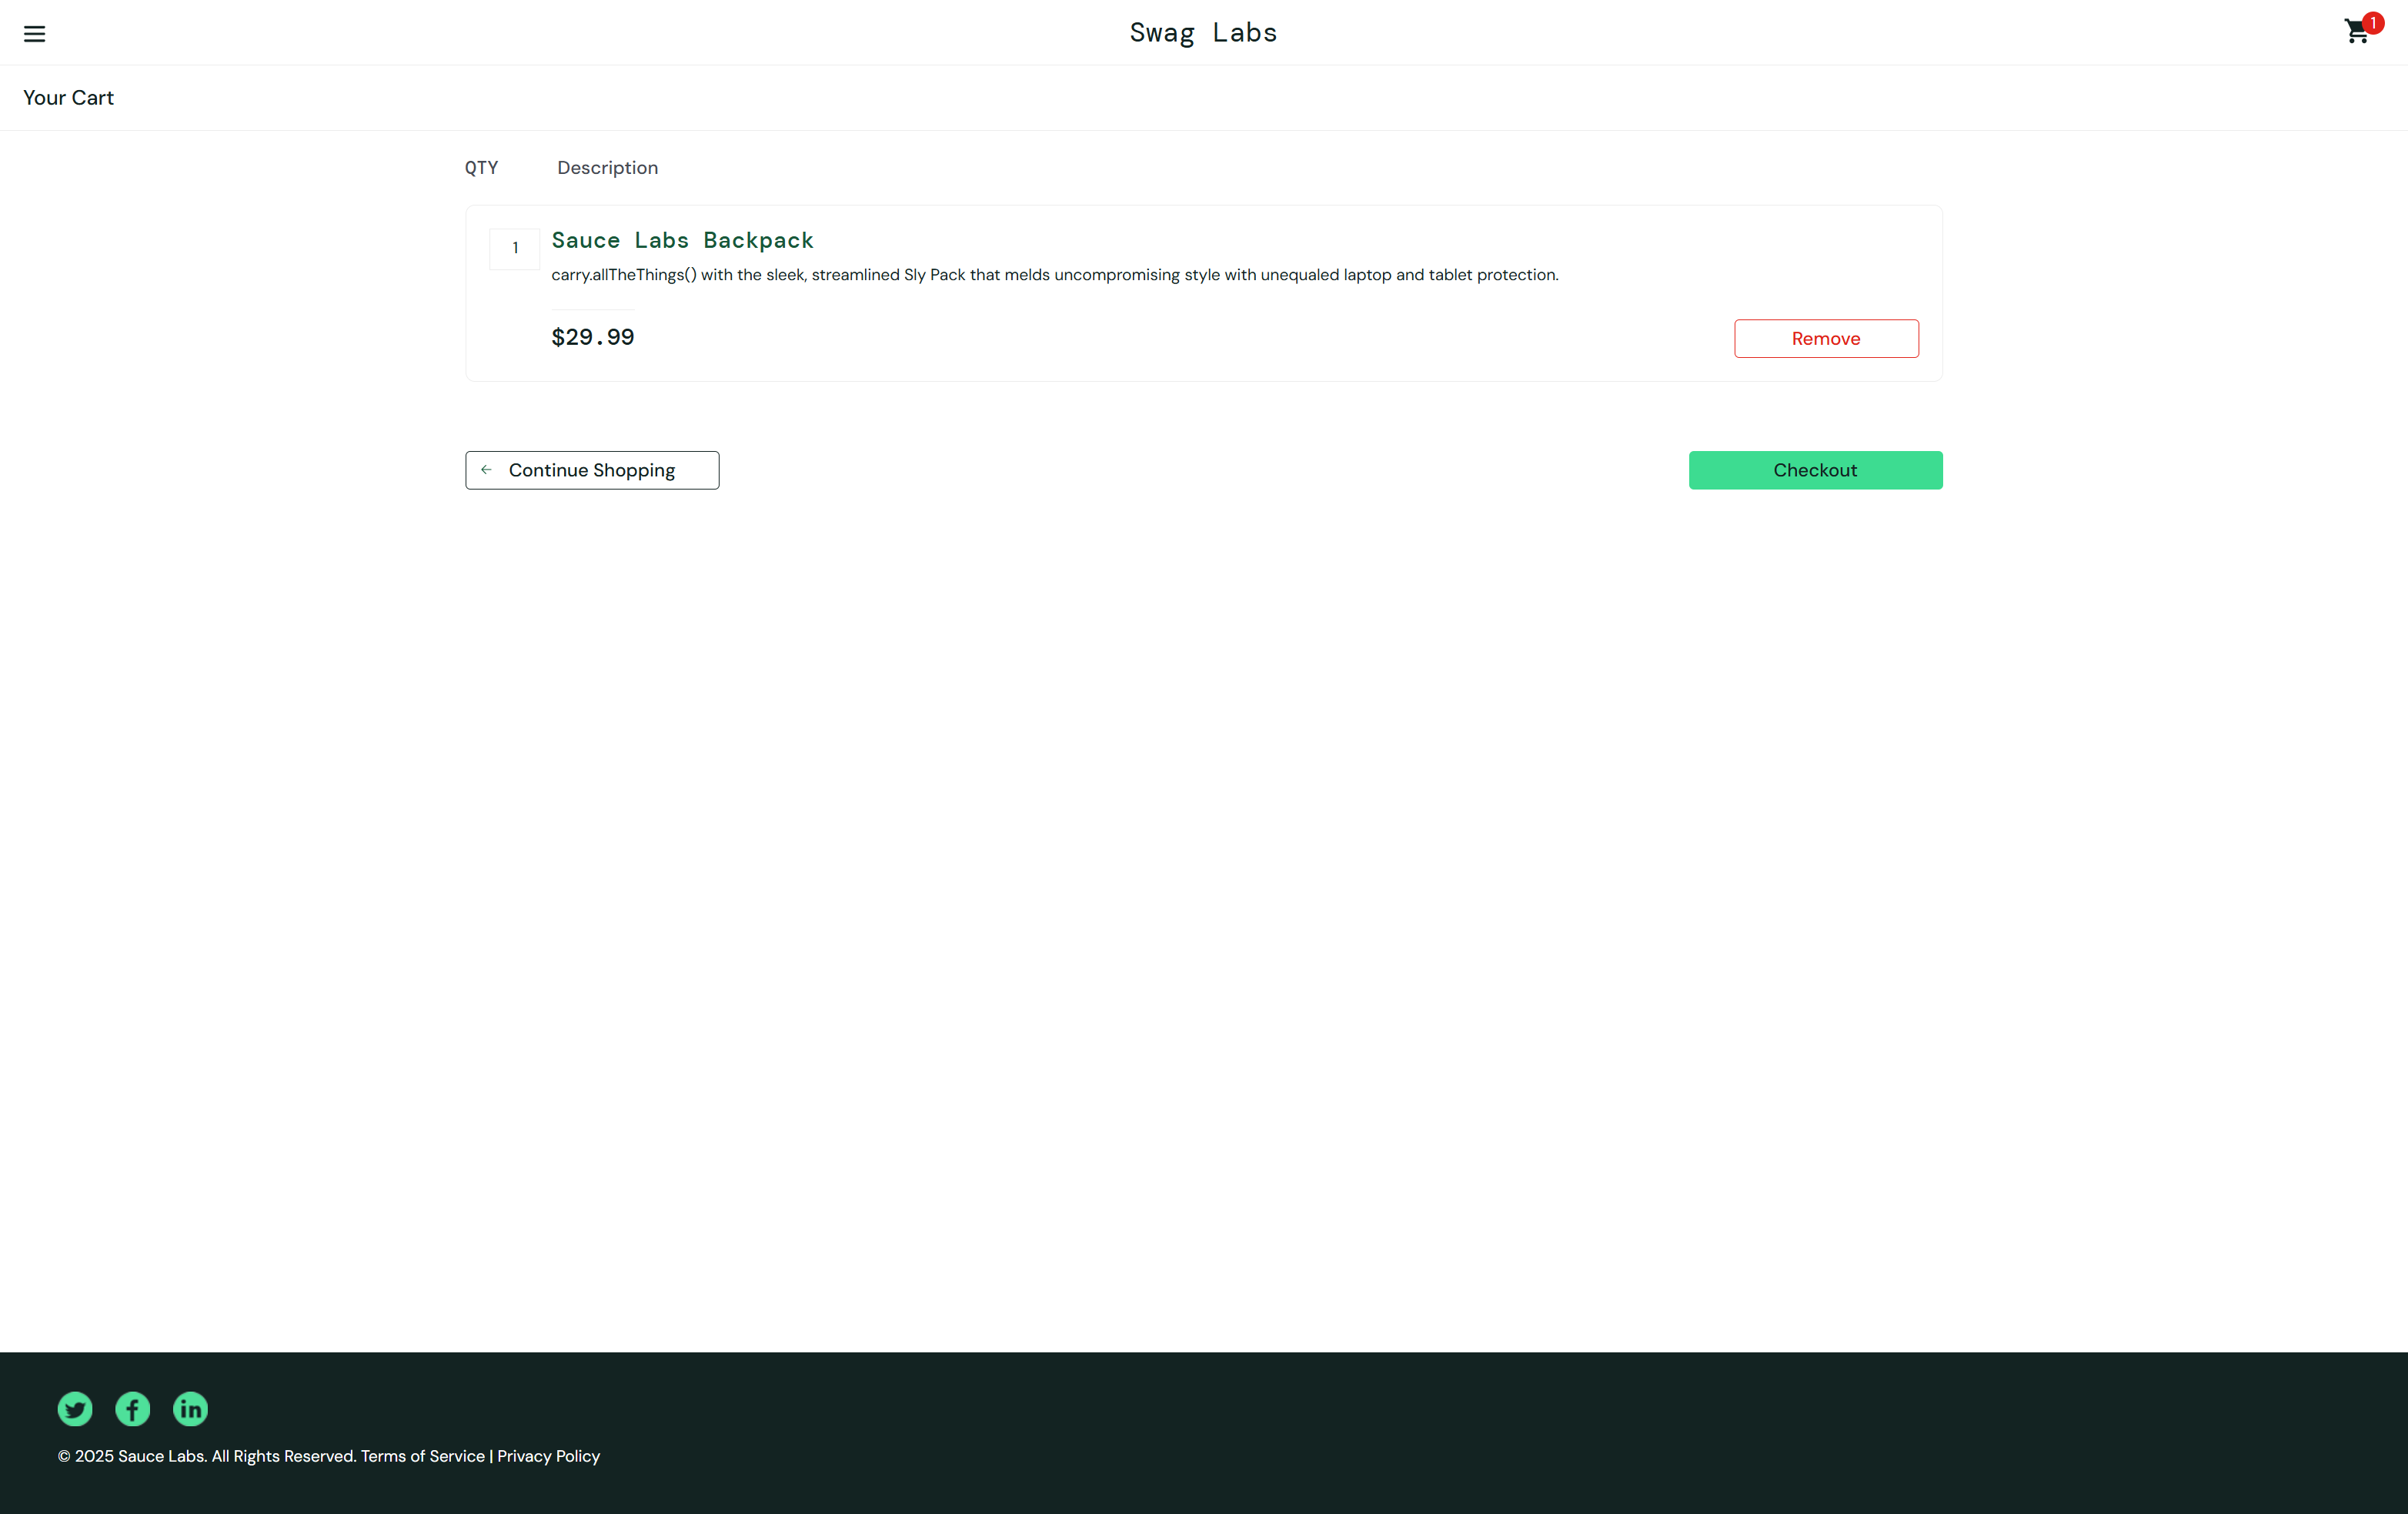 Swag Labs
1
Your Cart
QTY Description
1
Sauce Labs Backpack
carry.allTheThings() with the sleek, streamlined Sly Pack that melds uncompromising style with unequaled laptop and tablet protection.
$29.99
Remove
Continue Shopping
Checkout
© 2025 Sauce Labs. All Rights Reserved. Terms of Service | Privacy Policy